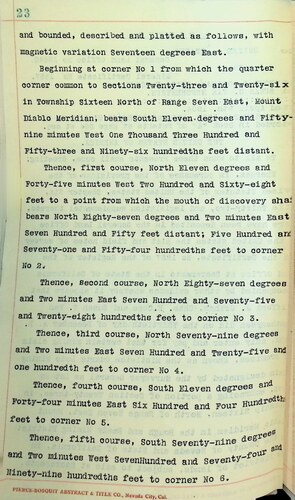 23
and bounded, described and platted as follows, with
magnetic variation Seventeen degrees East.
Beginning at corner No 1 from which the quarter
corner common to Sections Twenty-three and Twenty-six
in Township Sixteen North of Range Seven East, Mount
Diablo Meridian, bears South Eleven degrees and Fifty-
nine minutes West One Thousand Three Hundred and
Fifty-three and Ninety-six hundredths feet distant.
Thence, first course, North Eleven degrees and
Forty-five minutes West Two Hundred and Sixty-eight
feet to a point from which the mouth of discovery shaf
bears North Eighty-seven degrees and Two minutes East
Seven Hundred and Fifty feet distant; Five Hundred and
Seventy-one and Fifty-four hundredths feet to corner
No 2.
Thence, second course, North Eighty-seven degrees
and Two minutes East Seven Hundred and Seventy-five
and Twenty-eight hundredths feet to corner No 3.
Thence, third course, North Seventy-nine degrees
and Two minutes East Seven Hundred and Twenty-five and
one hundredth feet to corner No 4.
Thence, fourth course, South Eleven degrees and
Forty-four minutes East Six Hundred and Four Hundredths
feet to corner No 5.
Thence, fifth course, South Seventy-nine degrees
and Two minutes West SevenHundred and Seventy-four and
Ninety-nine hundredths feet to corner No 6.
PIERCE-BOSQUIT ABSTRACT & TITLE CO., Nevada City, Cal.